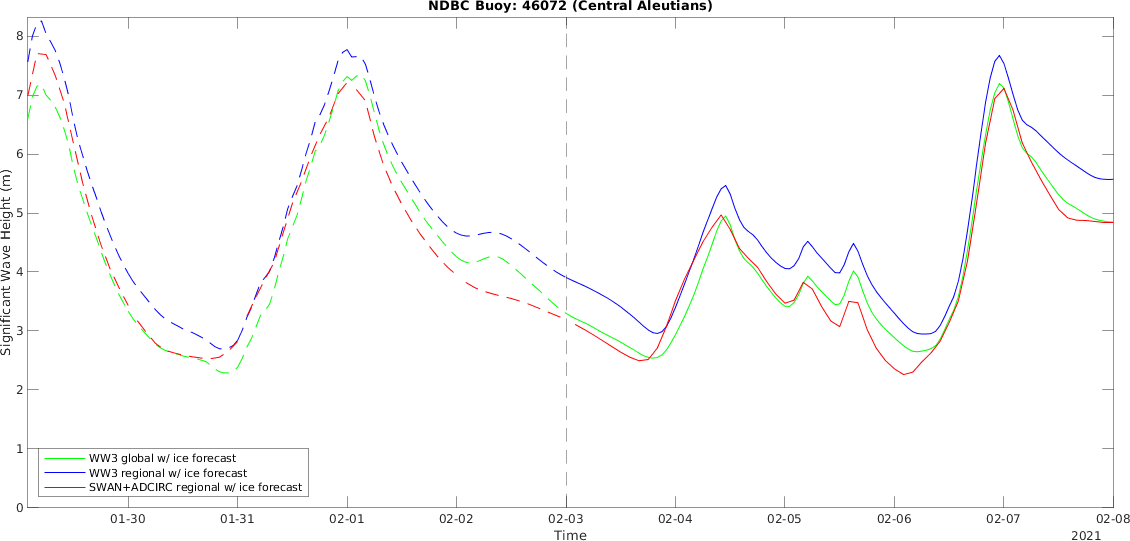 NDBC Buoy: 46072 (Central Aleutians)
8
7
6
5
4
3
2
1
0
Significant Wave Height (m)
WW3 global w/ ice forecast
WW3 regional w/ ice forecast
SWAN+ADCIRC regional w/ ice forecast
01-30 01-31 02-01 02-02 02-03 02-04 02-05 02-06 02-07 02-08
Time
2021